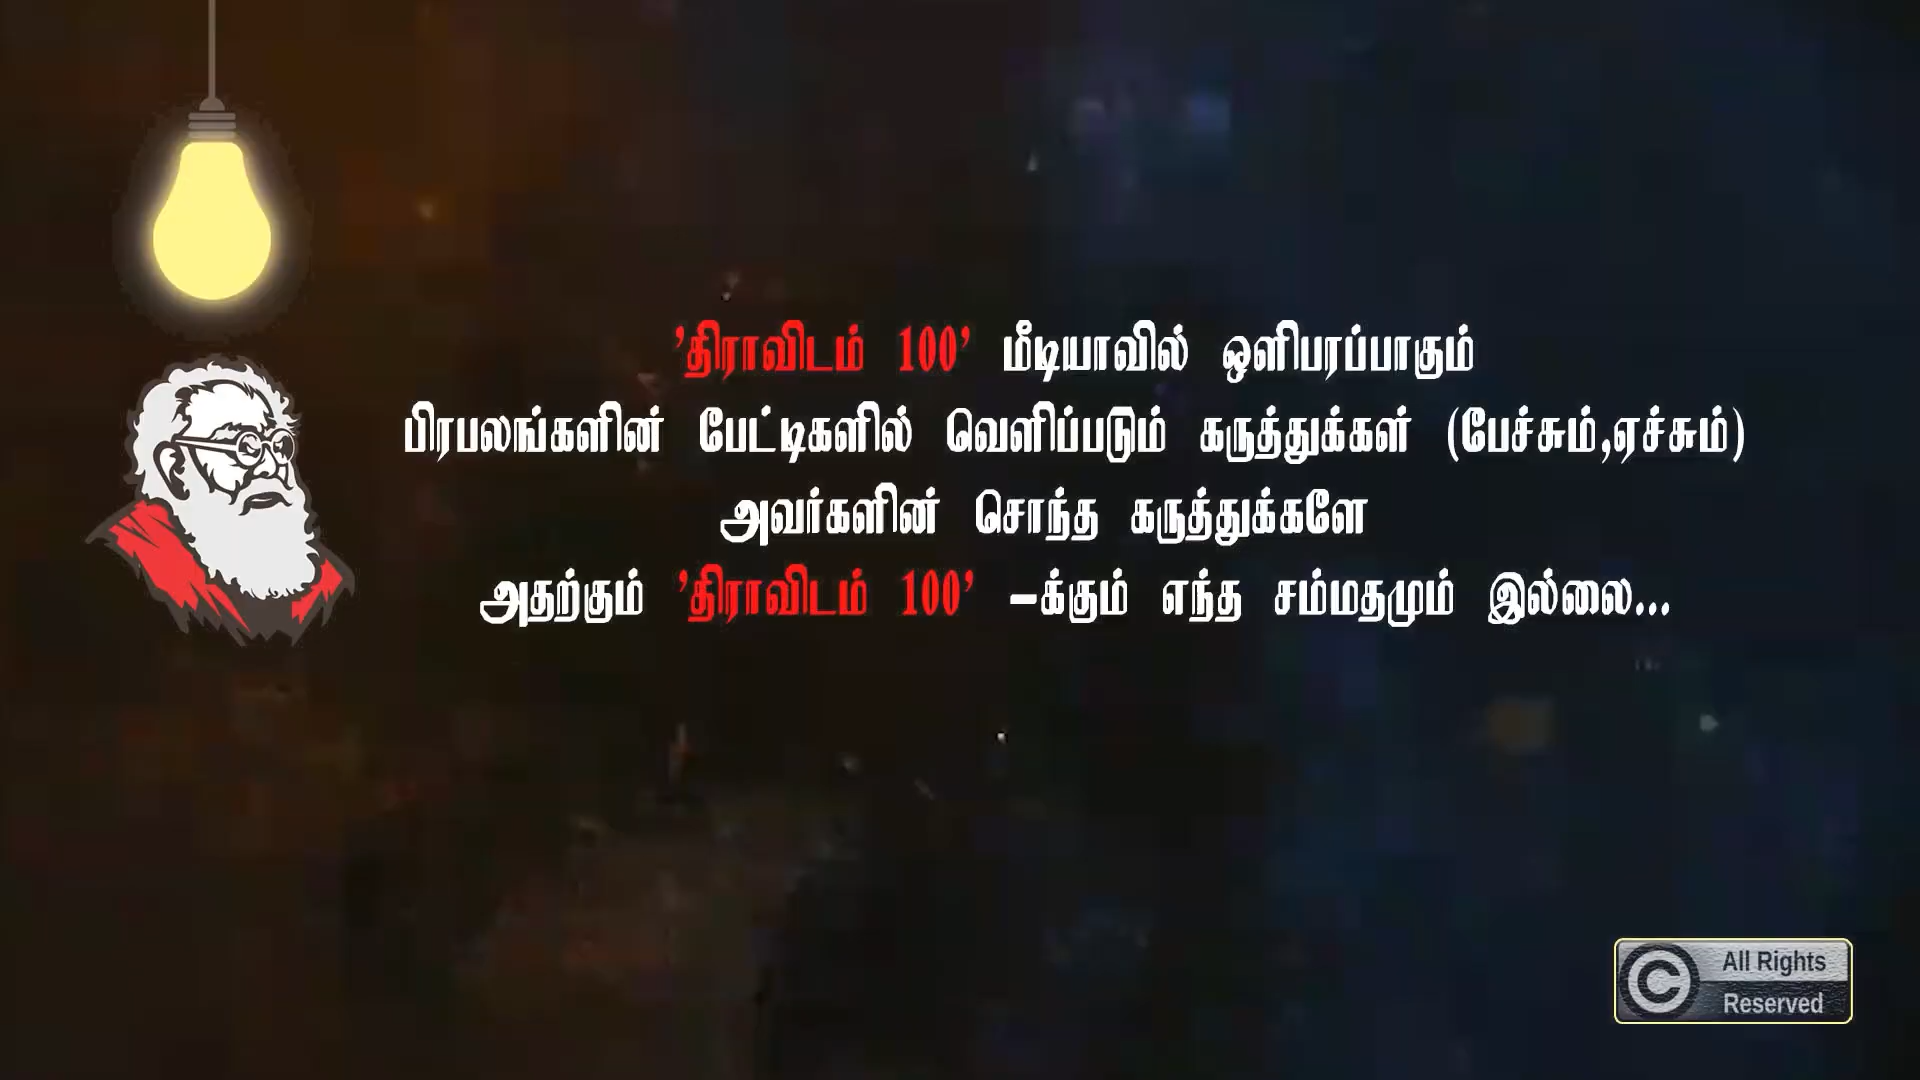 'திராவிடம் 100' மீடியாவில் ஒளிபரப்பாகும்
பிரபலங்களின் பேட்டிகளில் வெளிப்படும் கருத்துக்கள் (பேச்சும்,ஏச்சும்)
அவர்களின் சொந்த கருத்துக்களே
அதற்கும் 'திராவிடம் 100' -க்கும் எந்த சம்மதமும் இல்லை...
© All Rights
Reserved